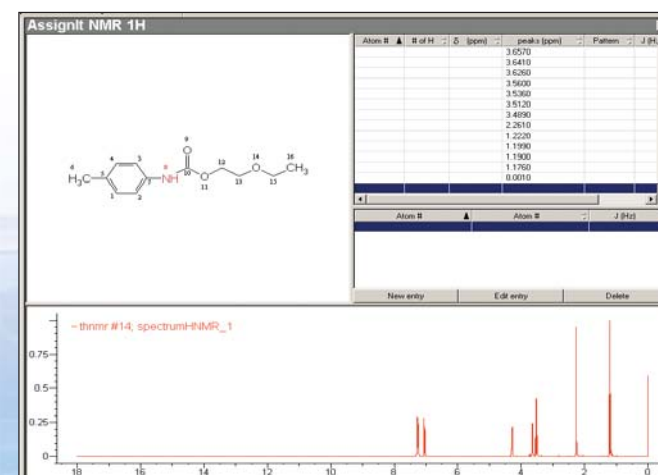 AssignIt NMR 1H
Atom # # of H δ (ppm) peaks (ppm) Pattern J (H
3.6570
3.6410
3.6260
3.5600
3.5360
3.5120
3.4890
2.2610
1.2220
1.1990
1.1900
1.1760
0.0010
Atom # Atom # J (Hz)
New entry Edit entry Delete
9
O
6 4 3 8 12 14 16
H3C 5 7 NH 10 O O CH3
1 2 11 13 15
thnmr #14; spectrumHNMR_1
0.75
0.5
0.25
0
18 16 14 12 10 8 6 4 2 0